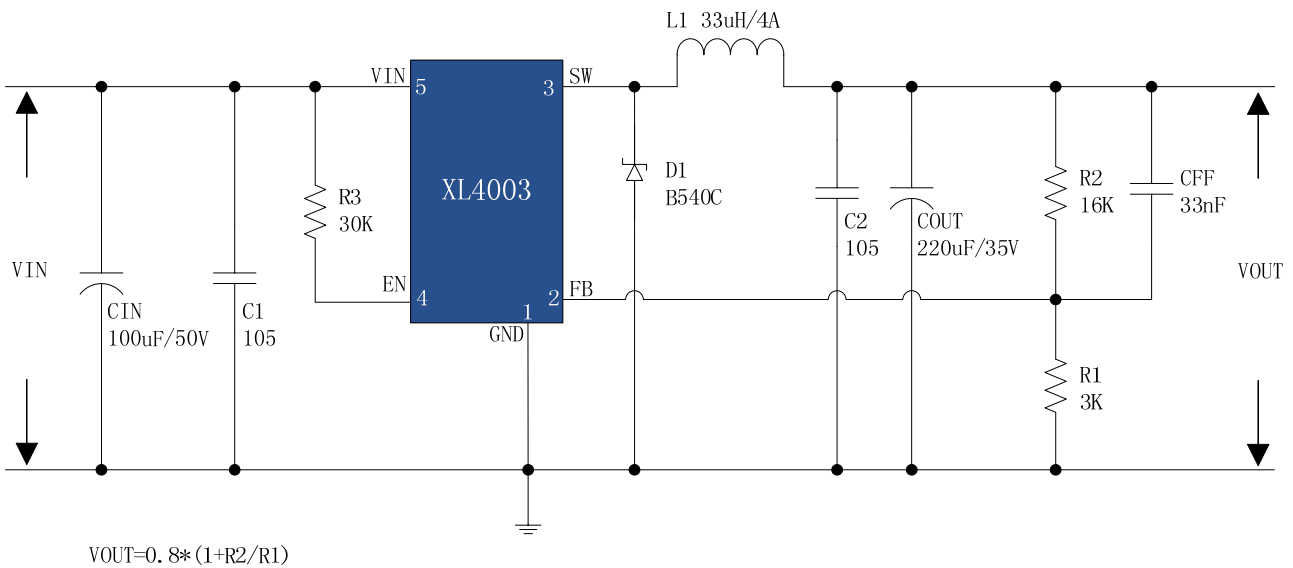 L1 33uH/4A
VIN
5
3
SW
XL4003
R3
30K
D1
B540C
R2
16K
CFF
33nF
C2
105
COUT
220uF/35V
VIN
VOUT
EN
4
2
FB
1
GND
CIN
100uF/50V
C1
105
R1
3K
VOUT=0.8*(1+R2/R1)